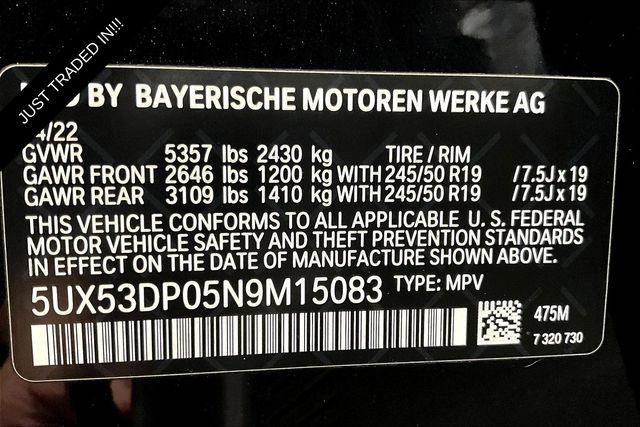 JUST TRADED IN!!!
BY BAYERISCHE MOTOREN WERKE AG
4/22
GVWR 5357 lbs 2430 kg TIRE / RIM
GAWR FRONT 2646 lbs 1200 kg WITH 245/50 R19 /7.5J x 19
GAWR REAR 3109 lbs 1410 kg WITH 245/50 R19 /7.5J x 19
THIS VEHICLE CONFORMS TO ALL APPLICABLE U. S. FEDERAL
MOTOR VEHICLE SAFETY AND THEFT PREVENTION STANDARDS
IN EFFECT ON THE DATE OF MANUFACTURE SHOWN ABOVE.
5UX53DP05N9M15083 TYPE: MPV
475M
7 320 730